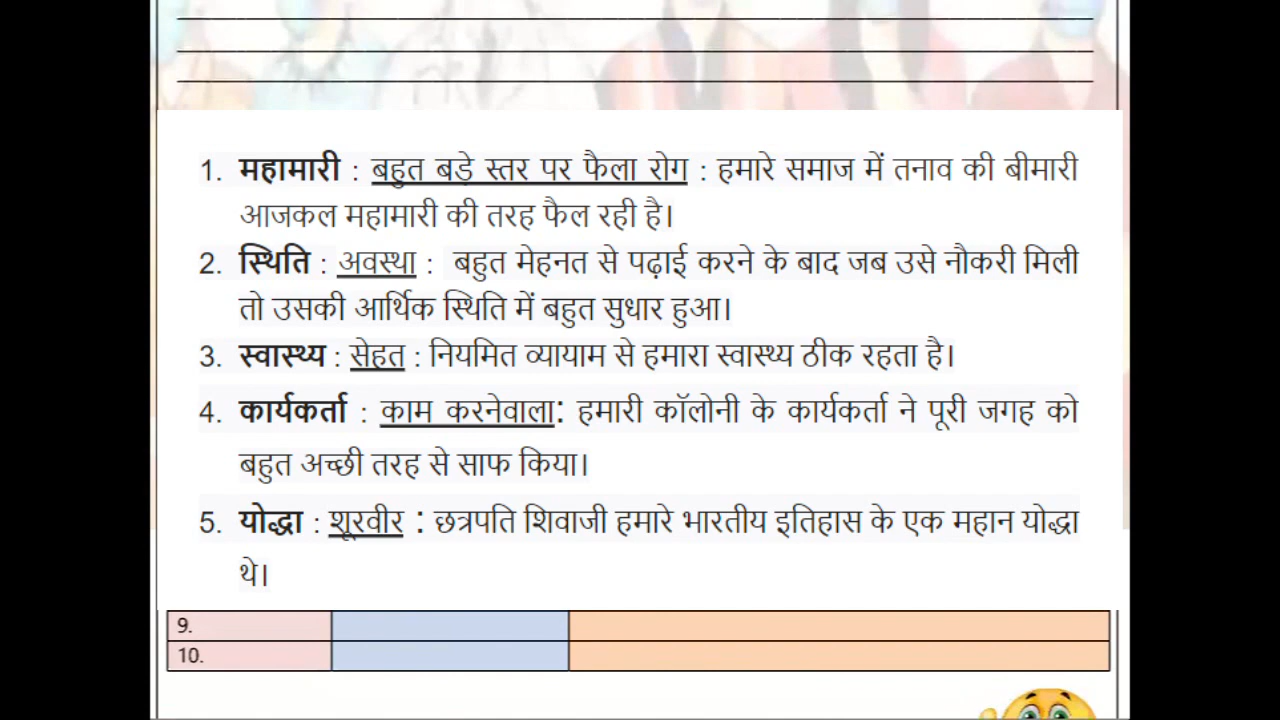 1. महामारी : बहुत बड़े स्तर पर फैला रोग : हमारे समाज में तनाव की बीमारी
आजकल महामारी की तरह फैल रही है।
2. स्थिति : अवस्था : बहुत मेहनत से पढ़ाई करने के बाद जब उसे नौकरी मिली
तो उसकी आर्थिक स्थिति में बहुत सुधार हुआ।
3. स्वास्थ्य : सेहत : नियमित व्यायाम से हमारा स्वास्थ्य ठीक रहता है।
4. कार्यकर्ता : काम करनेवाला: हमारी कॉलोनी के कार्यकर्ता ने पूरी जगह को
बहुत अच्छी तरह से साफ किया।
5. योद्धा : शूरवीर : छत्रपति शिवाजी हमारे भारतीय इतिहास के एक महान योद्धा
थे।
9.
10.